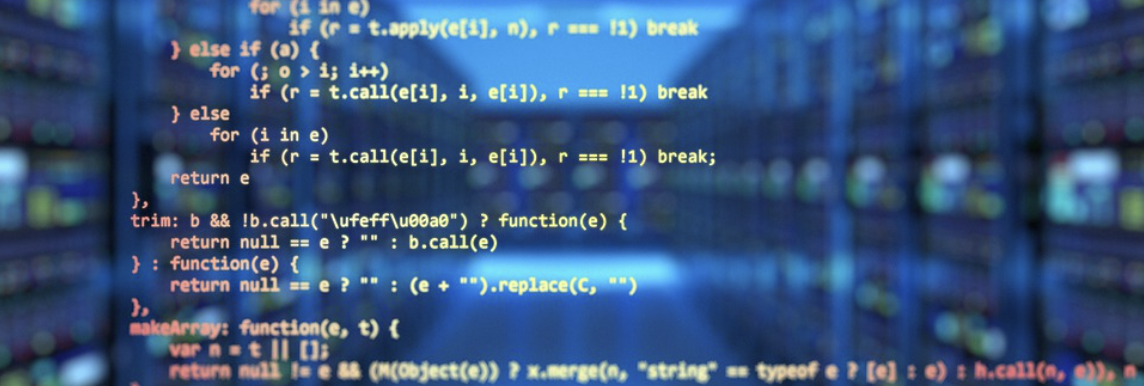 for (i in e)
if (r = t.apply(e[i], n), r === !1) break
} else if (a) {
for (; o > i; i++)
if (r = t.call(e[i], i, e[i]), r === !1) break
} else
for (i in e)
if (r = t.call(e[i], i, e[i]), r === !1) break;
return e
},
trim: b && !b.call("\ufeff\u00a0") ? function(e) {
return null == e ? "" : b.call(e)
} : function(e) {
return null == e ? "" : (e + "").replace(C, "")
},
makeArray: function(e, t) {
var n = t || [];
return null != e && (M(Object(e)) ? x.merge(n, "string" == typeof e ? [e] : e) : h.call(n, e)), n